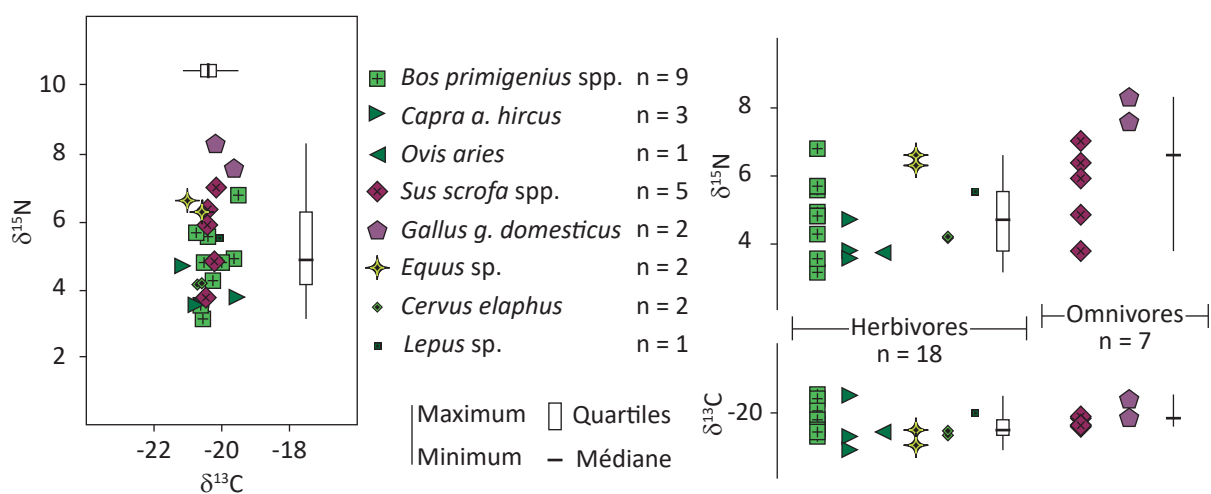 10
8
6
4
2
δ15N
-22 -20 -18
δ13C
Bos primigenius spp. n = 9
Capra a. hircus n = 3
Ovis aries n = 1
Sus scrofa spp. n = 5
Gallus g. domesticus n = 2
Equus sp. n = 2
Cervus elaphus n = 2
Lepus sp. n = 1
Maximum Quartiles
Minimum Médiane
8
6
4
δ15N
Herbivores Omnivores
n = 18 n = 7
-20
δ13C